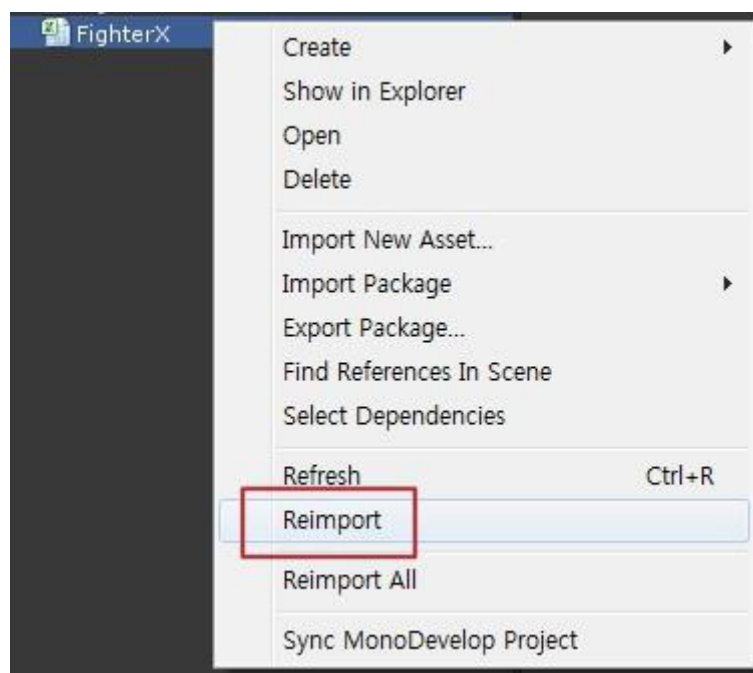 FighterX
Create
Show in Explorer
Open
Delete
Import New Asset...
Import Package
Export Package...
Find References In Scene
Select Dependencies
Refresh Ctrl+R
Reimport
Reimport All
Sync MonoDevelop Project